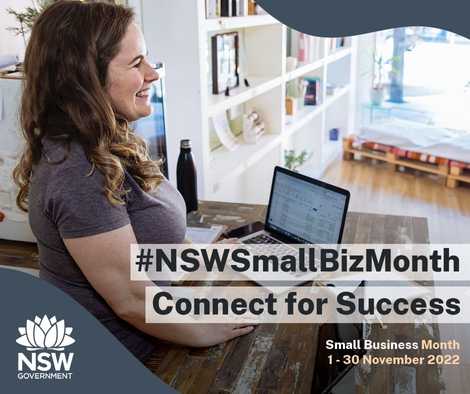 #NSWSmallBizMonth
Connect for Success
Small Business Month
1 - 30 November 2022
NSW
GOVERNMENT